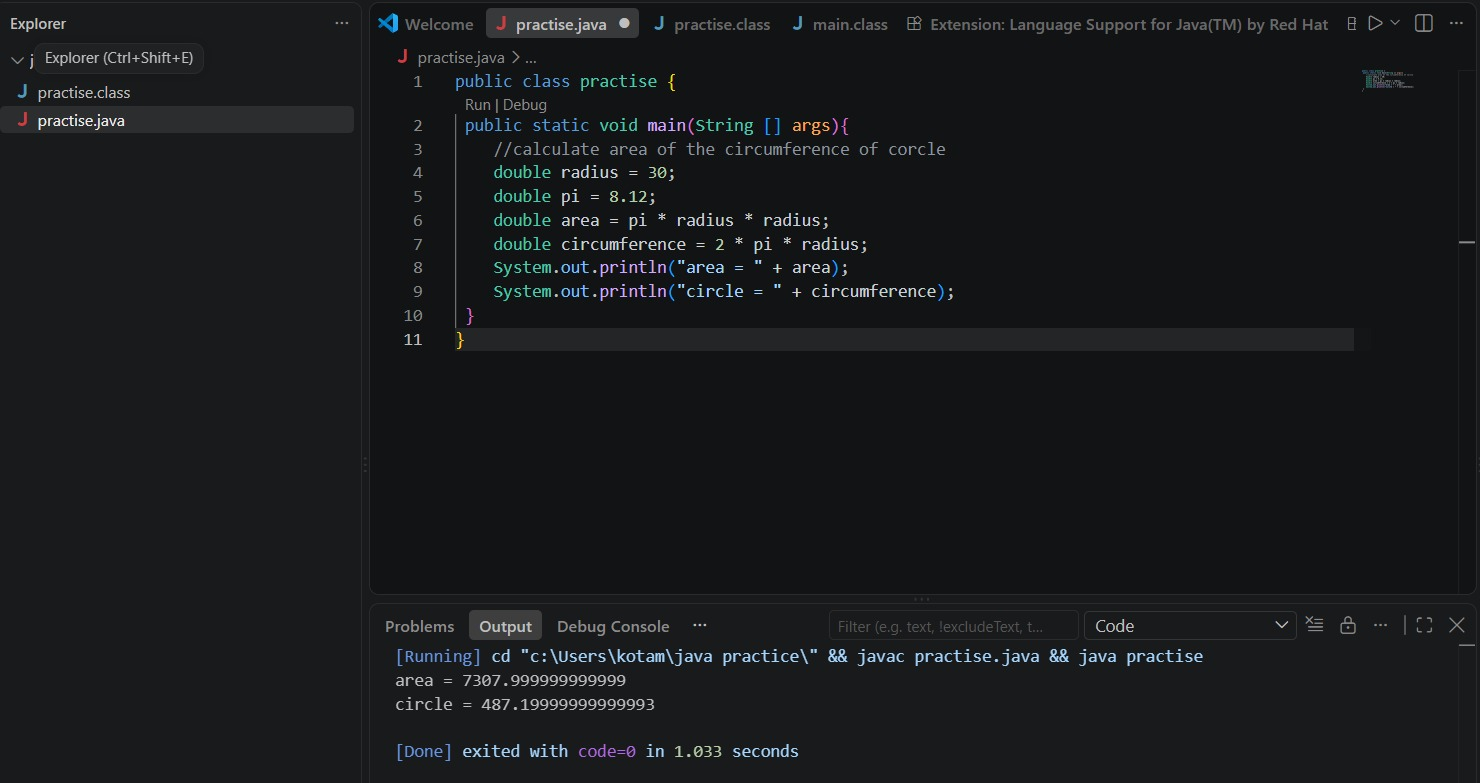 Explorer ...
Welcome J practise.java ● J practise.class J main.class Extension: Language Support for Java(TM) by Red Hat ...
j Explorer (Ctrl+Shift+E)
J practise.class
J practise.java
J practise.java > ...
1 public class practise {
Run | Debug
2 public static void main(String [] args){
3 //calculate area of the circumference of corcle
4 double radius = 30;
5 double pi = 8.12;
6 double area = pi * radius * radius;
7 double circumference = 2 * pi * radius;
8 System.out.println("area = " + area);
9 System.out.println("circle = " + circumference);
10 }
11 }
Problems Output Debug Console ... Filter (e.g. text, !excludeText, t... Code ...
[Running] cd "c:\Users\kotam\java practice\" && javac practise.java && java practise
area = 7307.999999999999
circle = 487.19999999999993
[Done] exited with code=0 in 1.033 seconds